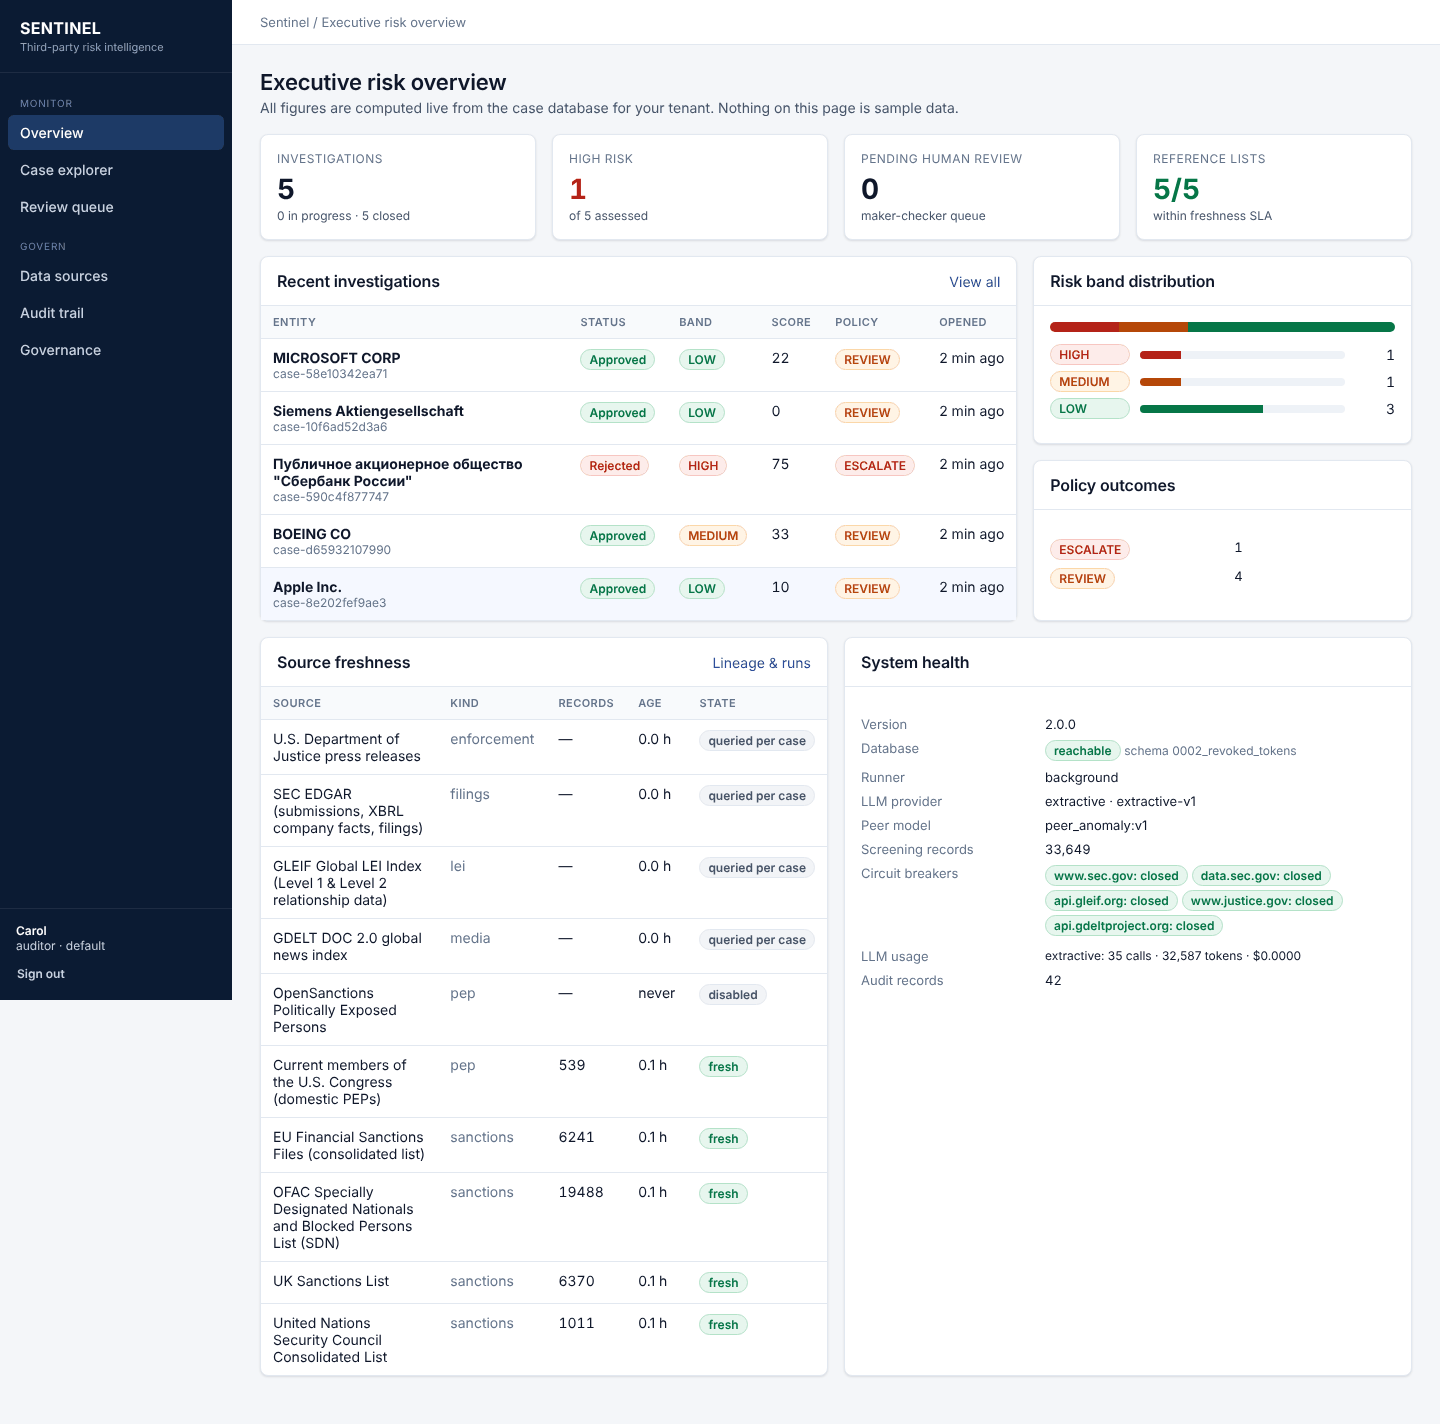 SENTINEL
Third-party risk intelligence
MONITOR
Overview
Case explorer
Review queue
GOVERN
Data sources
Audit trail
Governance
Carol
auditor · default
Sign out
Sentinel / Executive risk overview
Executive risk overview
All figures are computed live from the case database for your tenant. Nothing on this page is sample data.
INVESTIGATIONS
5
0 in progress · 5 closed
HIGH RISK
1
of 5 assessed
PENDING HUMAN REVIEW
0
maker-checker queue
REFERENCE LISTS
5/5
within freshness SLA
Recent investigations View all
ENTITY STATUS BAND SCORE POLICY OPENED
MICROSOFT CORP Approved LOW 22 REVIEW 2 min ago
case-58e10342ea71
Siemens Aktiengesellschaft Approved LOW 0 REVIEW 2 min ago
case-10f6ad52d3a6
Публичное акционерное общество Rejected HIGH 75 ESCALATE 2 min ago
"Сбербанк России"
case-590c4f877747
BOEING CO Approved MEDIUM 33 REVIEW 2 min ago
case-d65932107990
Apple Inc. Approved LOW 10 REVIEW 2 min ago
case-8e202fef9ae3
Risk band distribution
HIGH 1
MEDIUM 1
LOW 3
Policy outcomes
ESCALATE 1
REVIEW 4
Source freshness Lineage & runs
SOURCE KIND RECORDS AGE STATE
U.S. Department of enforcement — 0.0 h queried per case
Justice press releases
SEC EDGAR filings — 0.0 h queried per case
(submissions, XBRL
company facts, filings)
GLEIF Global LEI Index lei — 0.0 h queried per case
(Level 1 & Level 2
relationship data)
GDELT DOC 2.0 global media — 0.0 h queried per case
news index
OpenSanctions pep — never disabled
Politically Exposed
Persons
Current members of pep 539 0.1 h fresh
the U.S. Congress
(domestic PEPs)
EU Financial Sanctions sanctions 6241 0.1 h fresh
Files (consolidated list)
OFAC Specially sanctions 19488 0.1 h fresh
Designated Nationals
and Blocked Persons
List (SDN)
UK Sanctions List sanctions 6370 0.1 h fresh
United Nations sanctions 1011 0.1 h fresh
Security Council
Consolidated List
System health
Version 2.0.0
Database reachable schema 0002_revoked_tokens
Runner background
LLM provider extractive · extractive-v1
Peer model peer_anomaly:v1
Screening records 33,649
Circuit breakers www.sec.gov: closed data.sec.gov: closed
api.gleif.org: closed www.justice.gov: closed
api.gdeltproject.org: closed
LLM usage extractive: 35 calls · 32,587 tokens · $0.0000
Audit records 42